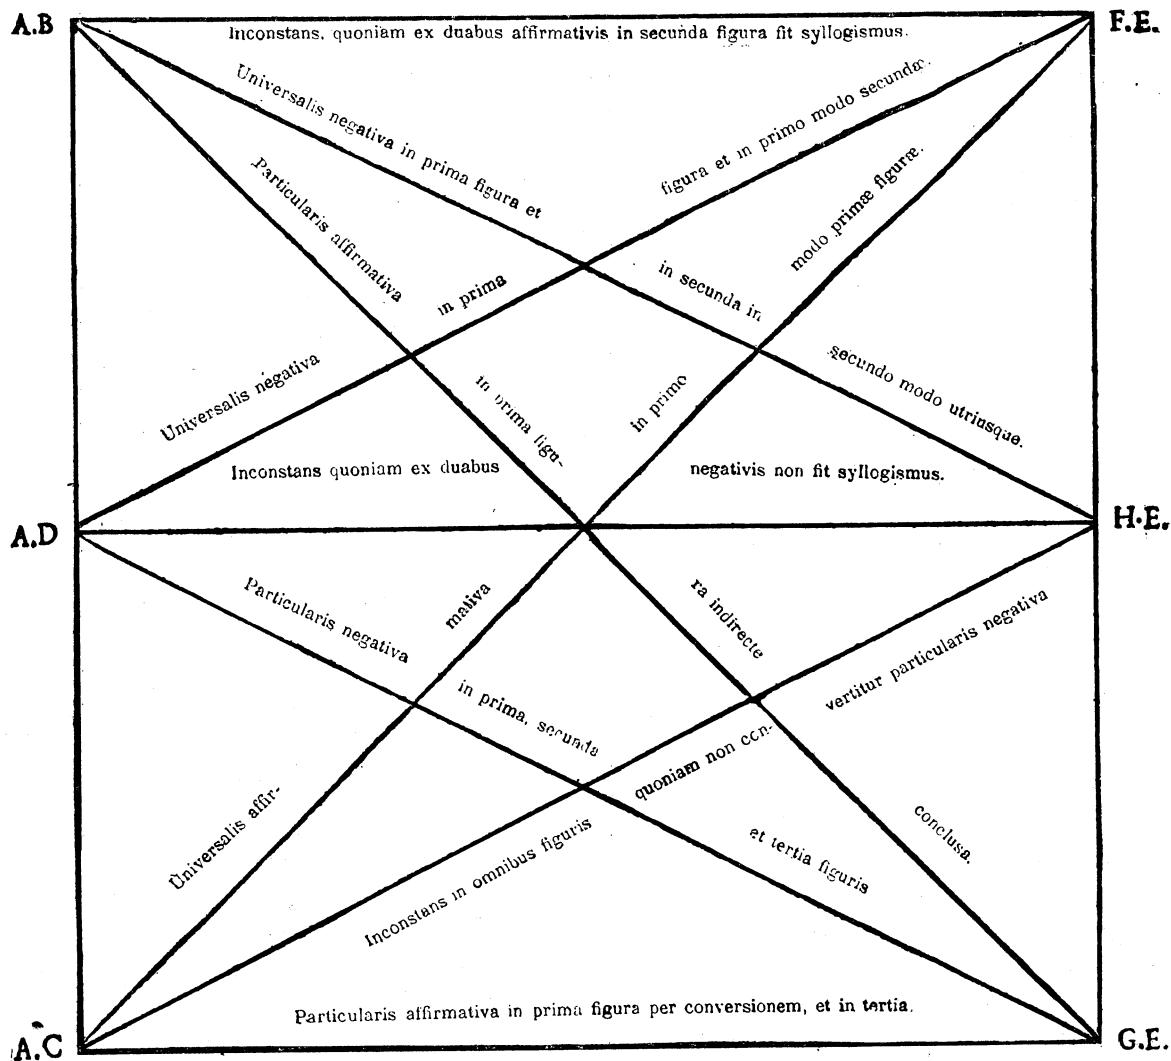 A.B
F.E.
Inconstans, quoniam ex duabus affirmativis in secunda figura fit syllogismus.
Universalis negativa in prima figura et in secunda in secundo modo utriusque.
Universalis negativa in prima figura et in primo modo secundæ.
Particularis affirmativa in prima figu-ra indirecte conclusa.
Universalis affir-mativa in primo modo primæ figuræ.
Inconstans quoniam ex duabus negativis non fit syllogismus.
A.D
H.E.
Particularis negativa in prima, secunda et tertia figuris
Inconstans in omnibus figuris quoniam non con-vertitur particularis negativa
Particularis affirmativa in prima figura per conversionem, et in tertia.
A.C
G.E.